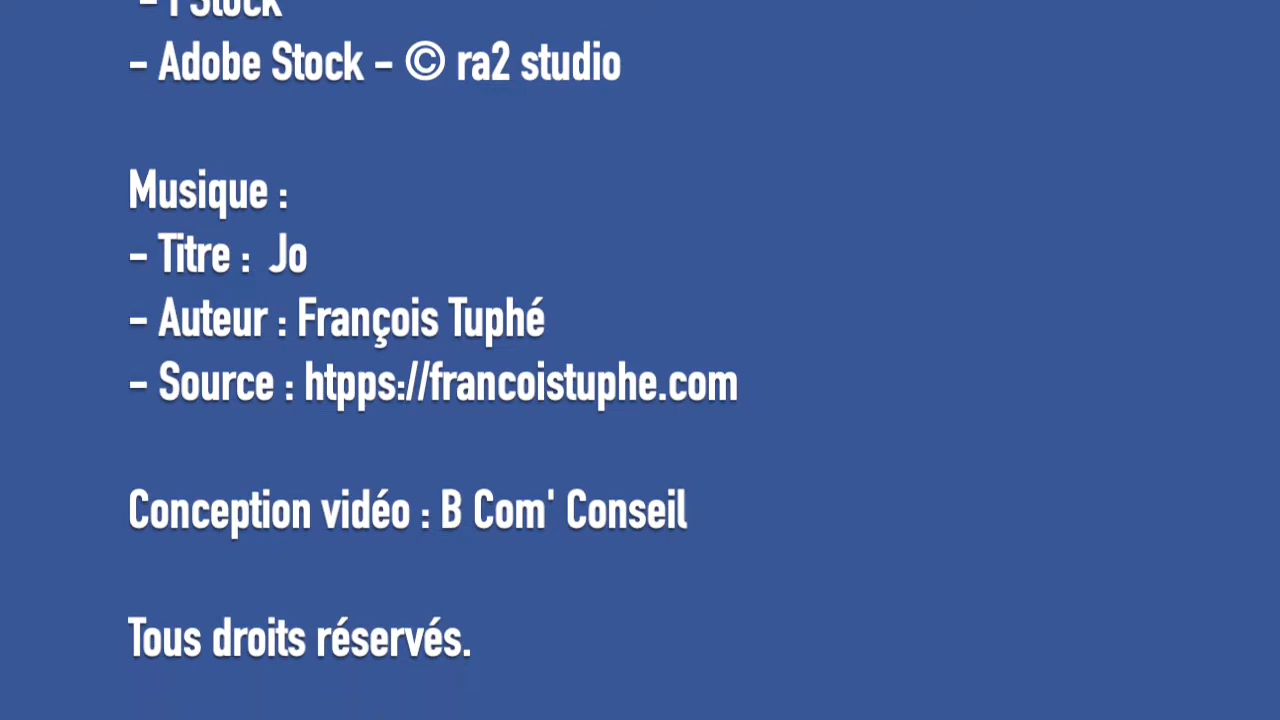 - I Stock
- Adobe Stock - © ra2 studio
Musique :
- Titre :  Jo
- Auteur : François Tuphé
- Source : htpps://francoistuphe.com
Conception vidéo : B Com' Conseil
Tous droits réservés.